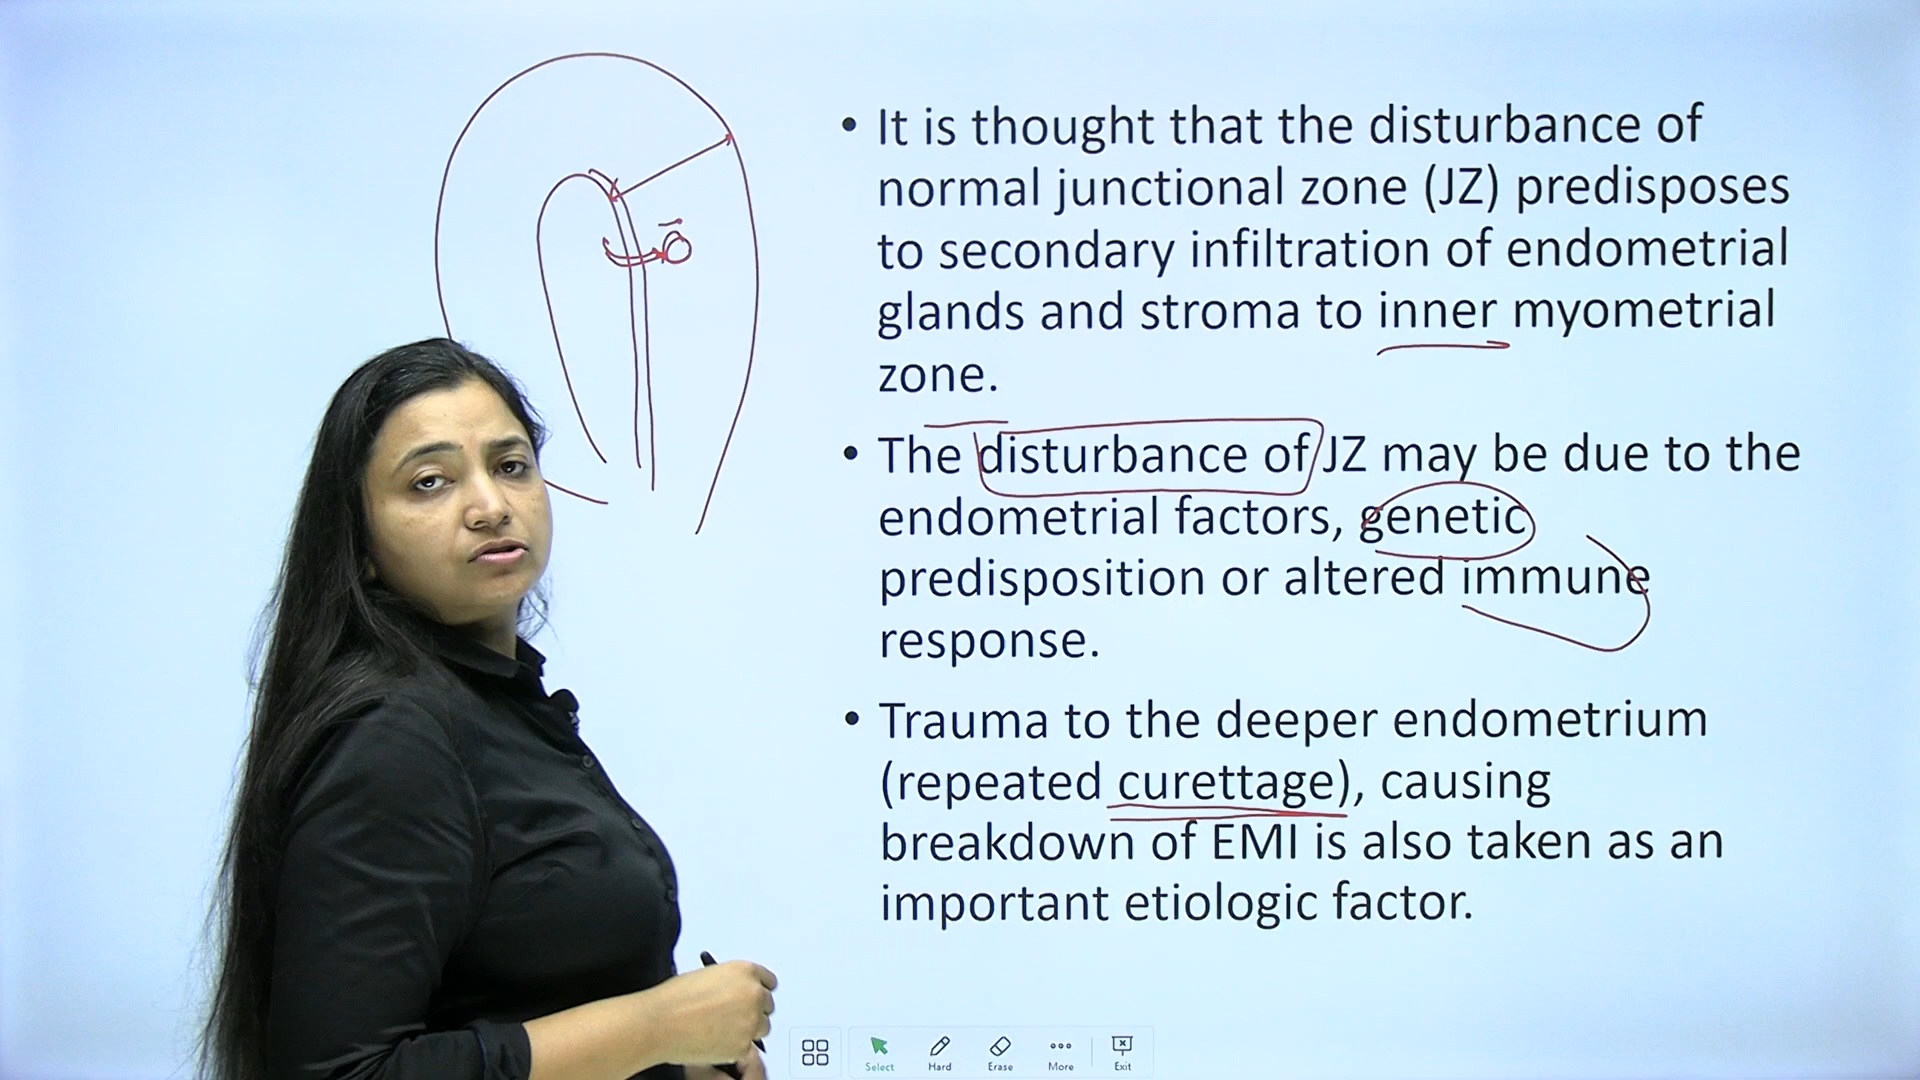 • It is thought that the disturbance of
normal junctional zone (JZ) predisposes
to secondary infiltration of endometrial
glands and stroma to inner myometrial
zone.
• The disturbance of JZ may be due to the
endometrial factors, genetic
predisposition or altered immune
response.
• Trauma to the deeper endometrium
(repeated curettage), causing
breakdown of EMI is also taken as an
important etiologic factor.
Select Hard Erase More Exit